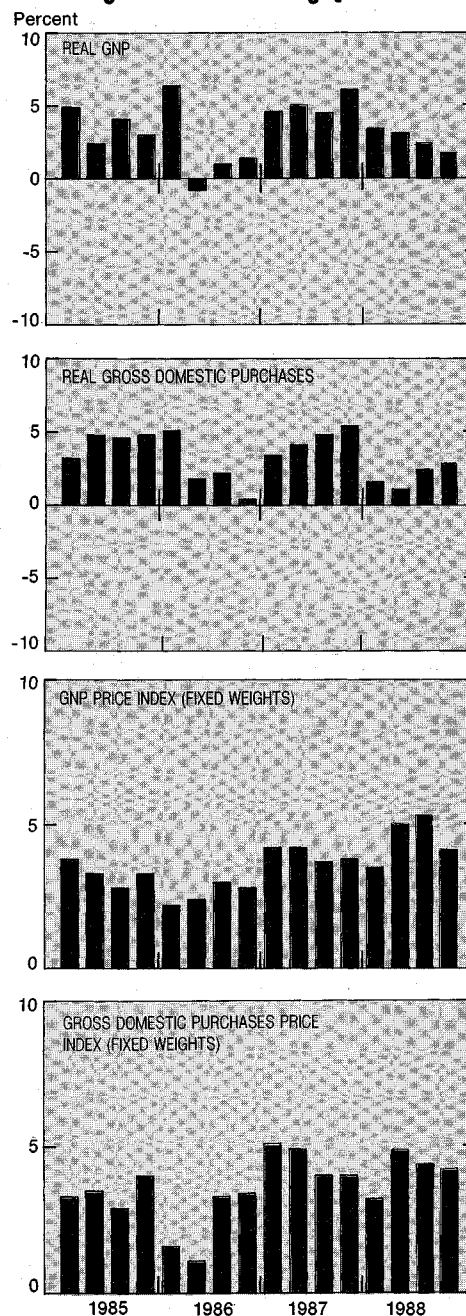 Percent
10
REAL GNP
5
0
-5
-10
10
REAL GROSS DOMESTIC PURCHASES
5
0
-5
-10
10
GNP PRICE INDEX (FIXED WEIGHTS)
5
0
10
GROSS DOMESTIC PURCHASES PRICE
INDEX (FIXED WEIGHTS)
5
0
1985 1986 1987 1988